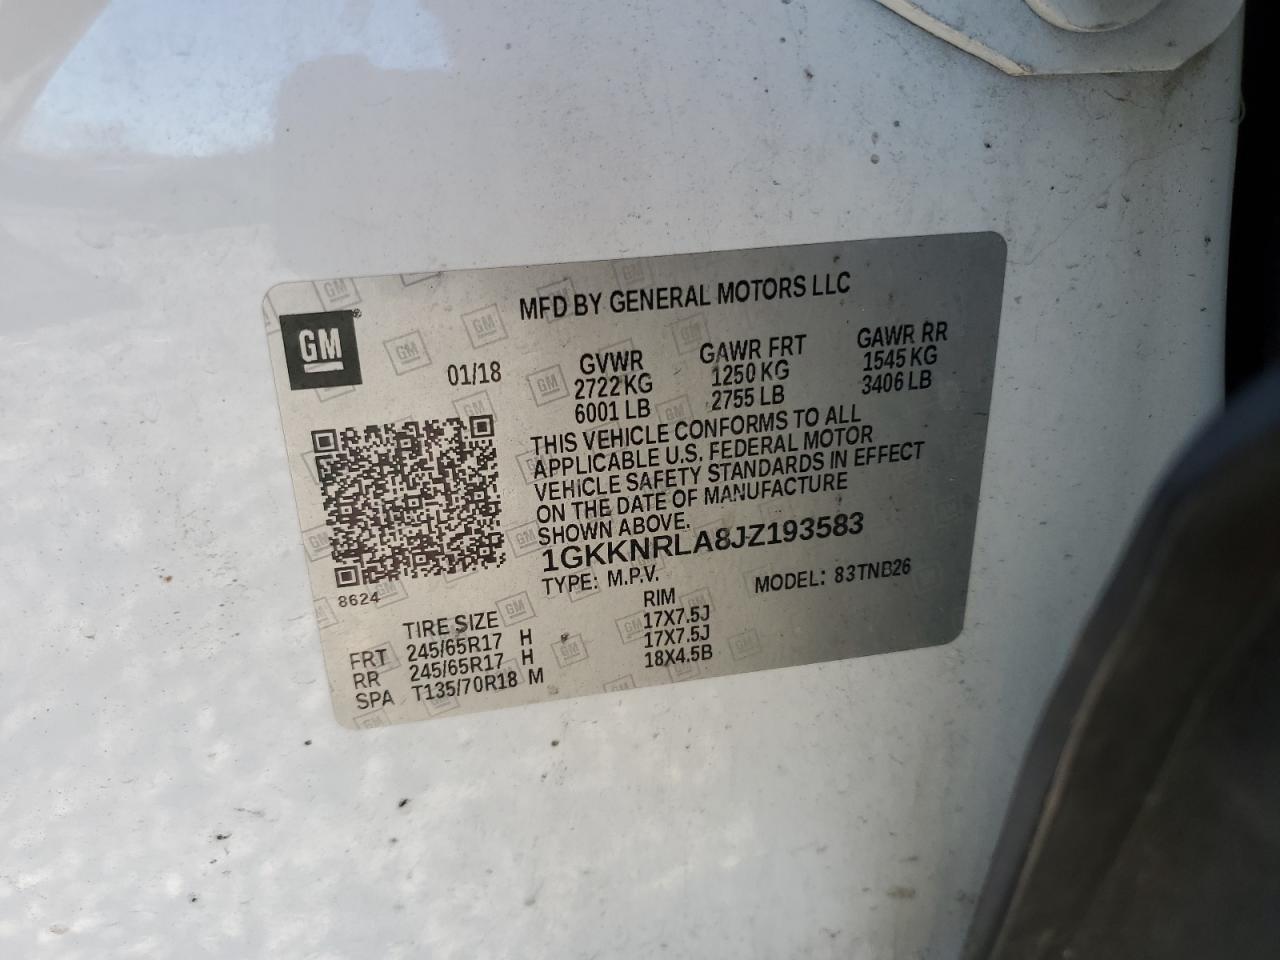 MFD BY GENERAL MOTORS LLC
GM
01/18
GVWR
2722 KG
6001 LB
GAWR FRT
1250 KG
2755 LB
GAWR RR
1545 KG
3406 LB
THIS VEHICLE CONFORMS TO ALL
APPLICABLE U.S. FEDERAL MOTOR
VEHICLE SAFETY STANDARDS IN EFFECT
ON THE DATE OF MANUFACTURE
SHOWN ABOVE.
1GKKNRLA8JZ193583
TYPE: M.P.V. MODEL: 83TNB26
8624
TIRE SIZE RIM
FRT 245/65R17 H 17X7.5J
RR 245/65R17 H 17X7.5J
SPA T135/70R18 M 18X4.5B